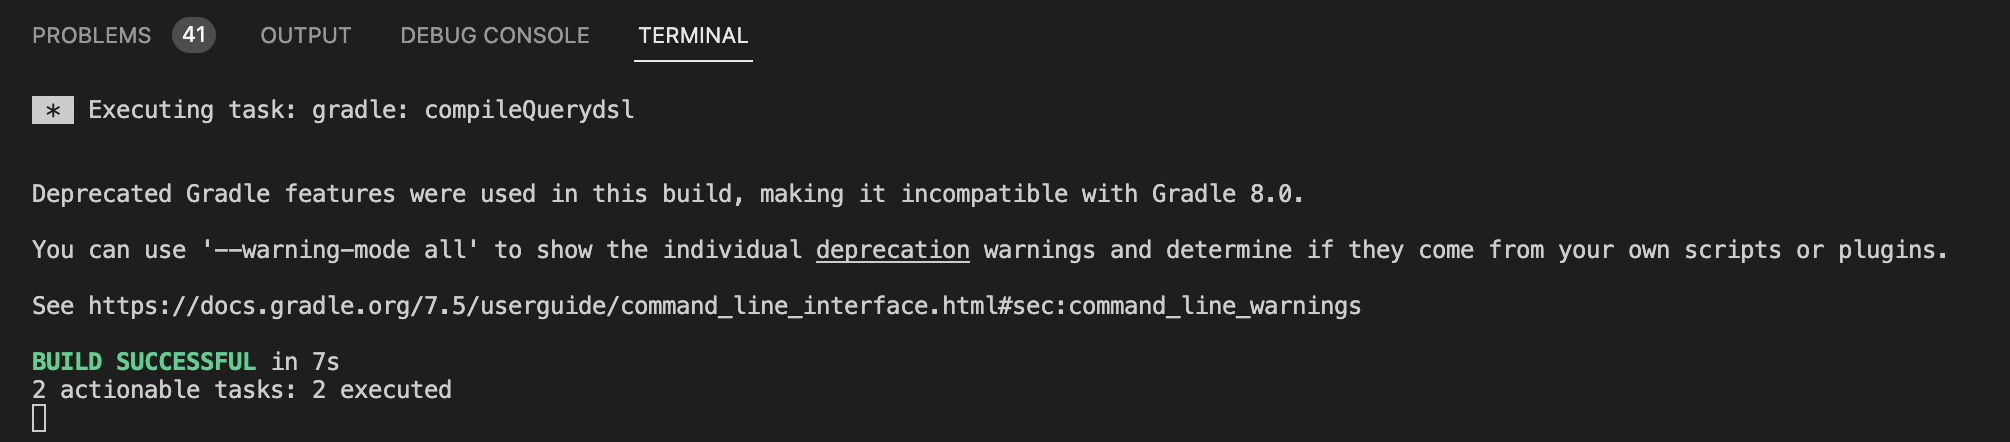 PROBLEMS 41 OUTPUT DEBUG CONSOLE TERMINAL
* Executing task: gradle: compileQuerydsl
Deprecated Gradle features were used in this build, making it incompatible with Gradle 8.0.
You can use '--warning-mode all' to show the individual deprecation warnings and determine if they come from your own scripts or plugins.
See https://docs.gradle.org/7.5/userguide/command_line_interface.html#sec:command_line_warnings
BUILD SUCCESSFUL in 7s
2 actionable tasks: 2 executed